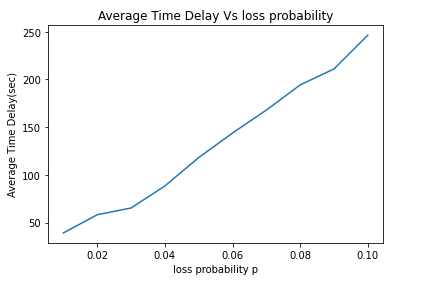 Average Time Delay Vs loss probability
Average Time Delay(sec)
250
200
150
100
50
0.02 0.04 0.06 0.08 0.10
loss probability p